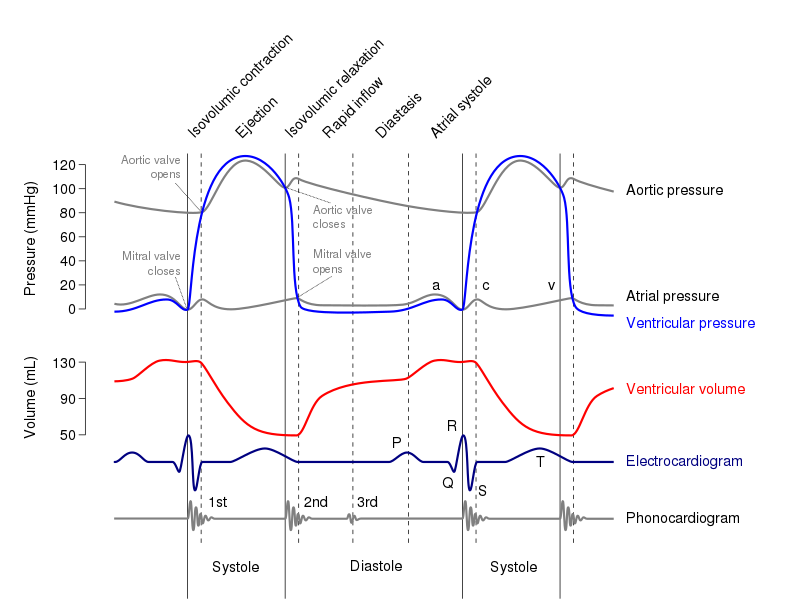 Isovolumic contraction
Ejection
Isovolumic relaxation
Rapid inflow
Diastasis
Atrial systole
120
100
80
60
40
20
0
Pressure (mmHg)
Aortic valve
opens
Aortic valve
closes
Mitral valve
closes
Mitral valve
opens
a
c
v
Aortic pressure
Atrial pressure
Ventricular pressure
130
90
50
Volume (mL)
Ventricular volume
P
R
Q
S
T
Electrocardiogram
1st
2nd
3rd
Phonocardiogram
Systole
Diastole
Systole